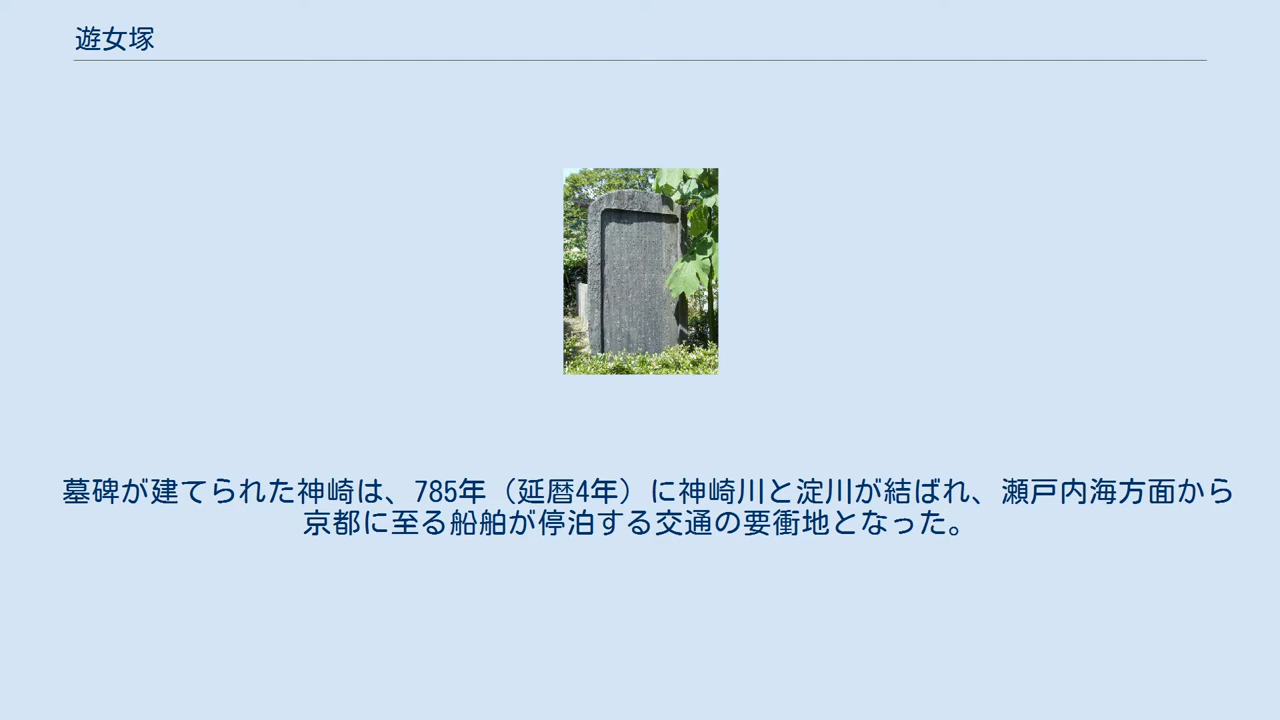 遊女塚
墓碑が建てられた神崎は、785年（延暦4年）に神崎川と淀川が結ばれ、瀬戸内海方面から
京都に至る船舶が停泊する交通の要衝地となった。